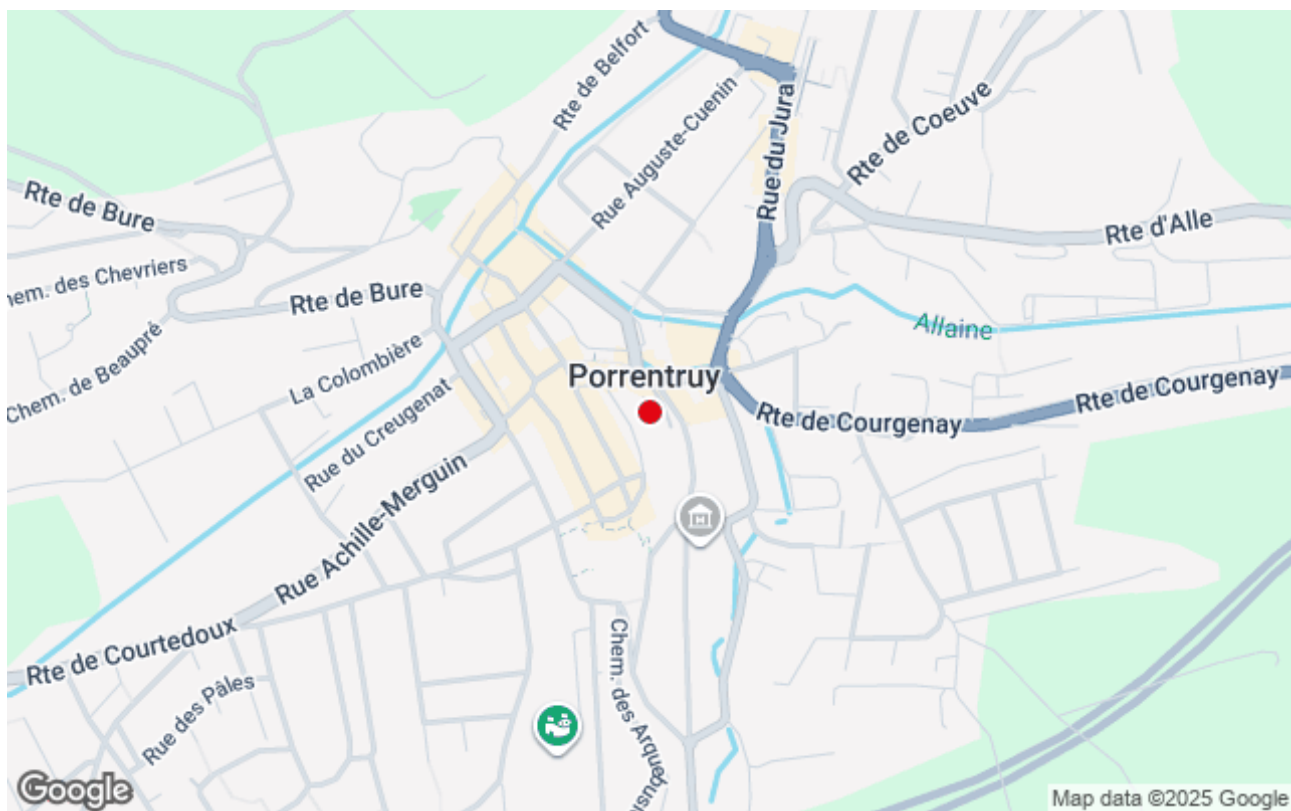 Rte de Belfort
Rue Auguste-Cuenin
Rue du Jura
Rte de Coeuve
Rte de Bure
Rte d'Alle
Chevriers
Chem. des
Rte de Bure
Allaine
La Colombière
Chem. de Beaupré
Porrentruy
Rte de Courgenay
Rte de Courgenay
Rue du Creugenat
Rue Achille-Merguin
Rte de Courtedoux
Rue des Pâles
Chem. des
Google
Map data ©2025 Google